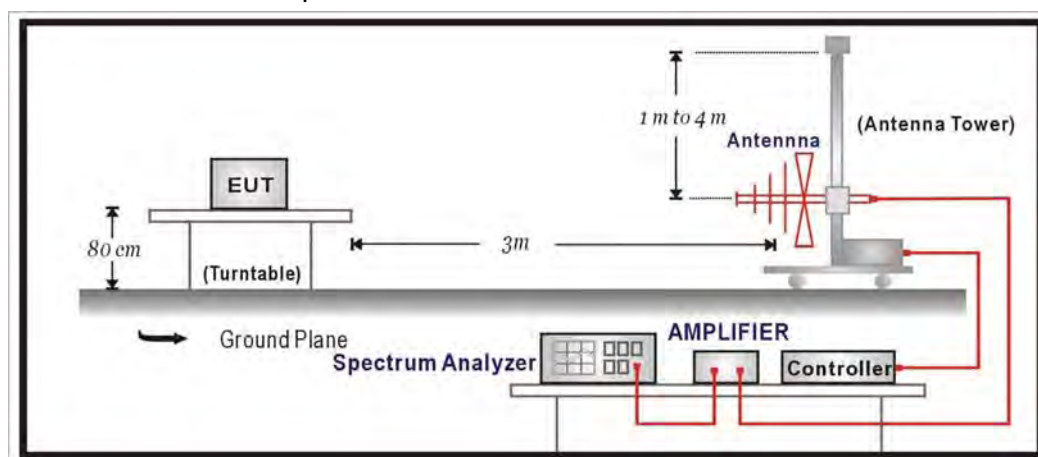 1 m to 4 m
(Antenna Tower)
Antennna
EUT
80 cm
3m
(Turntable)
Ground Plane
AMPLIFIER
Spectrum Analyzer
Controller